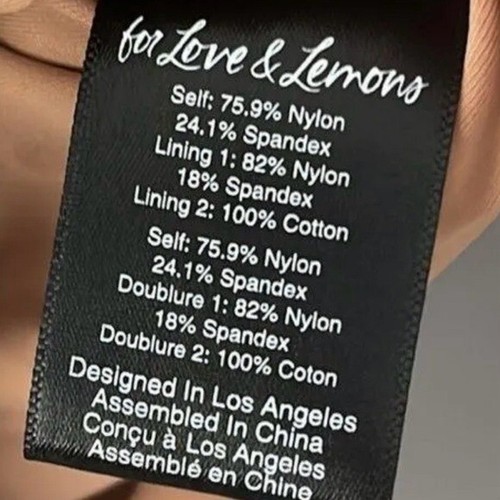 for Love & Lemons
Self: 75.9% Nylon
24.1% Spandex
Lining 1: 82% Nylon
18% Spandex
Lining 2: 100% Cotton
Self: 75.9% Nylon
24.1% Spandex
Doublure 1: 82% Nylon
18% Spandex
Doublure 2: 100% Coton
Designed In Los Angeles
Assembled In China
Conçu à Los Angeles
Assemblé en Chine